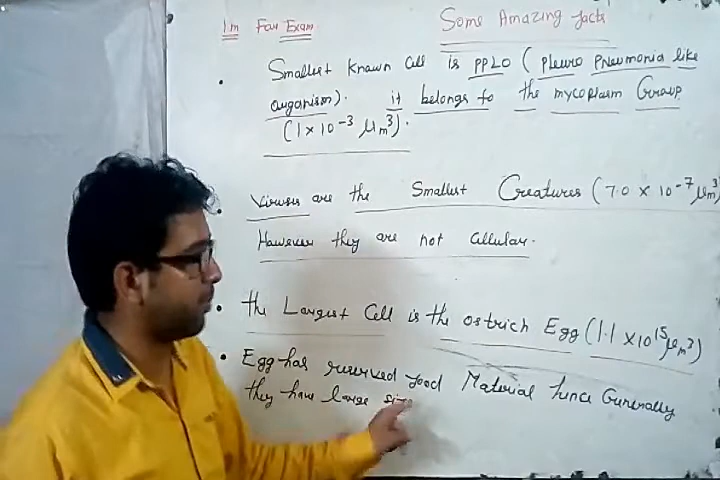 Im For Exam
Some Amazing facts
Smallest Known Cell is PPLO ( Pleuro Pneumonia like
ourganism). it belongs to the mycoplasm Group
(1 x 10⁻³ μm³).
Viruses are the Smallest Creatures (7.0 x 10⁻⁷ μm³)
However they are not Cellular.
the Largest Cell is the ostrich Egg (1.1 x 10¹⁵ μm³)
Egg has reserved food Material hence Generally
they have large size